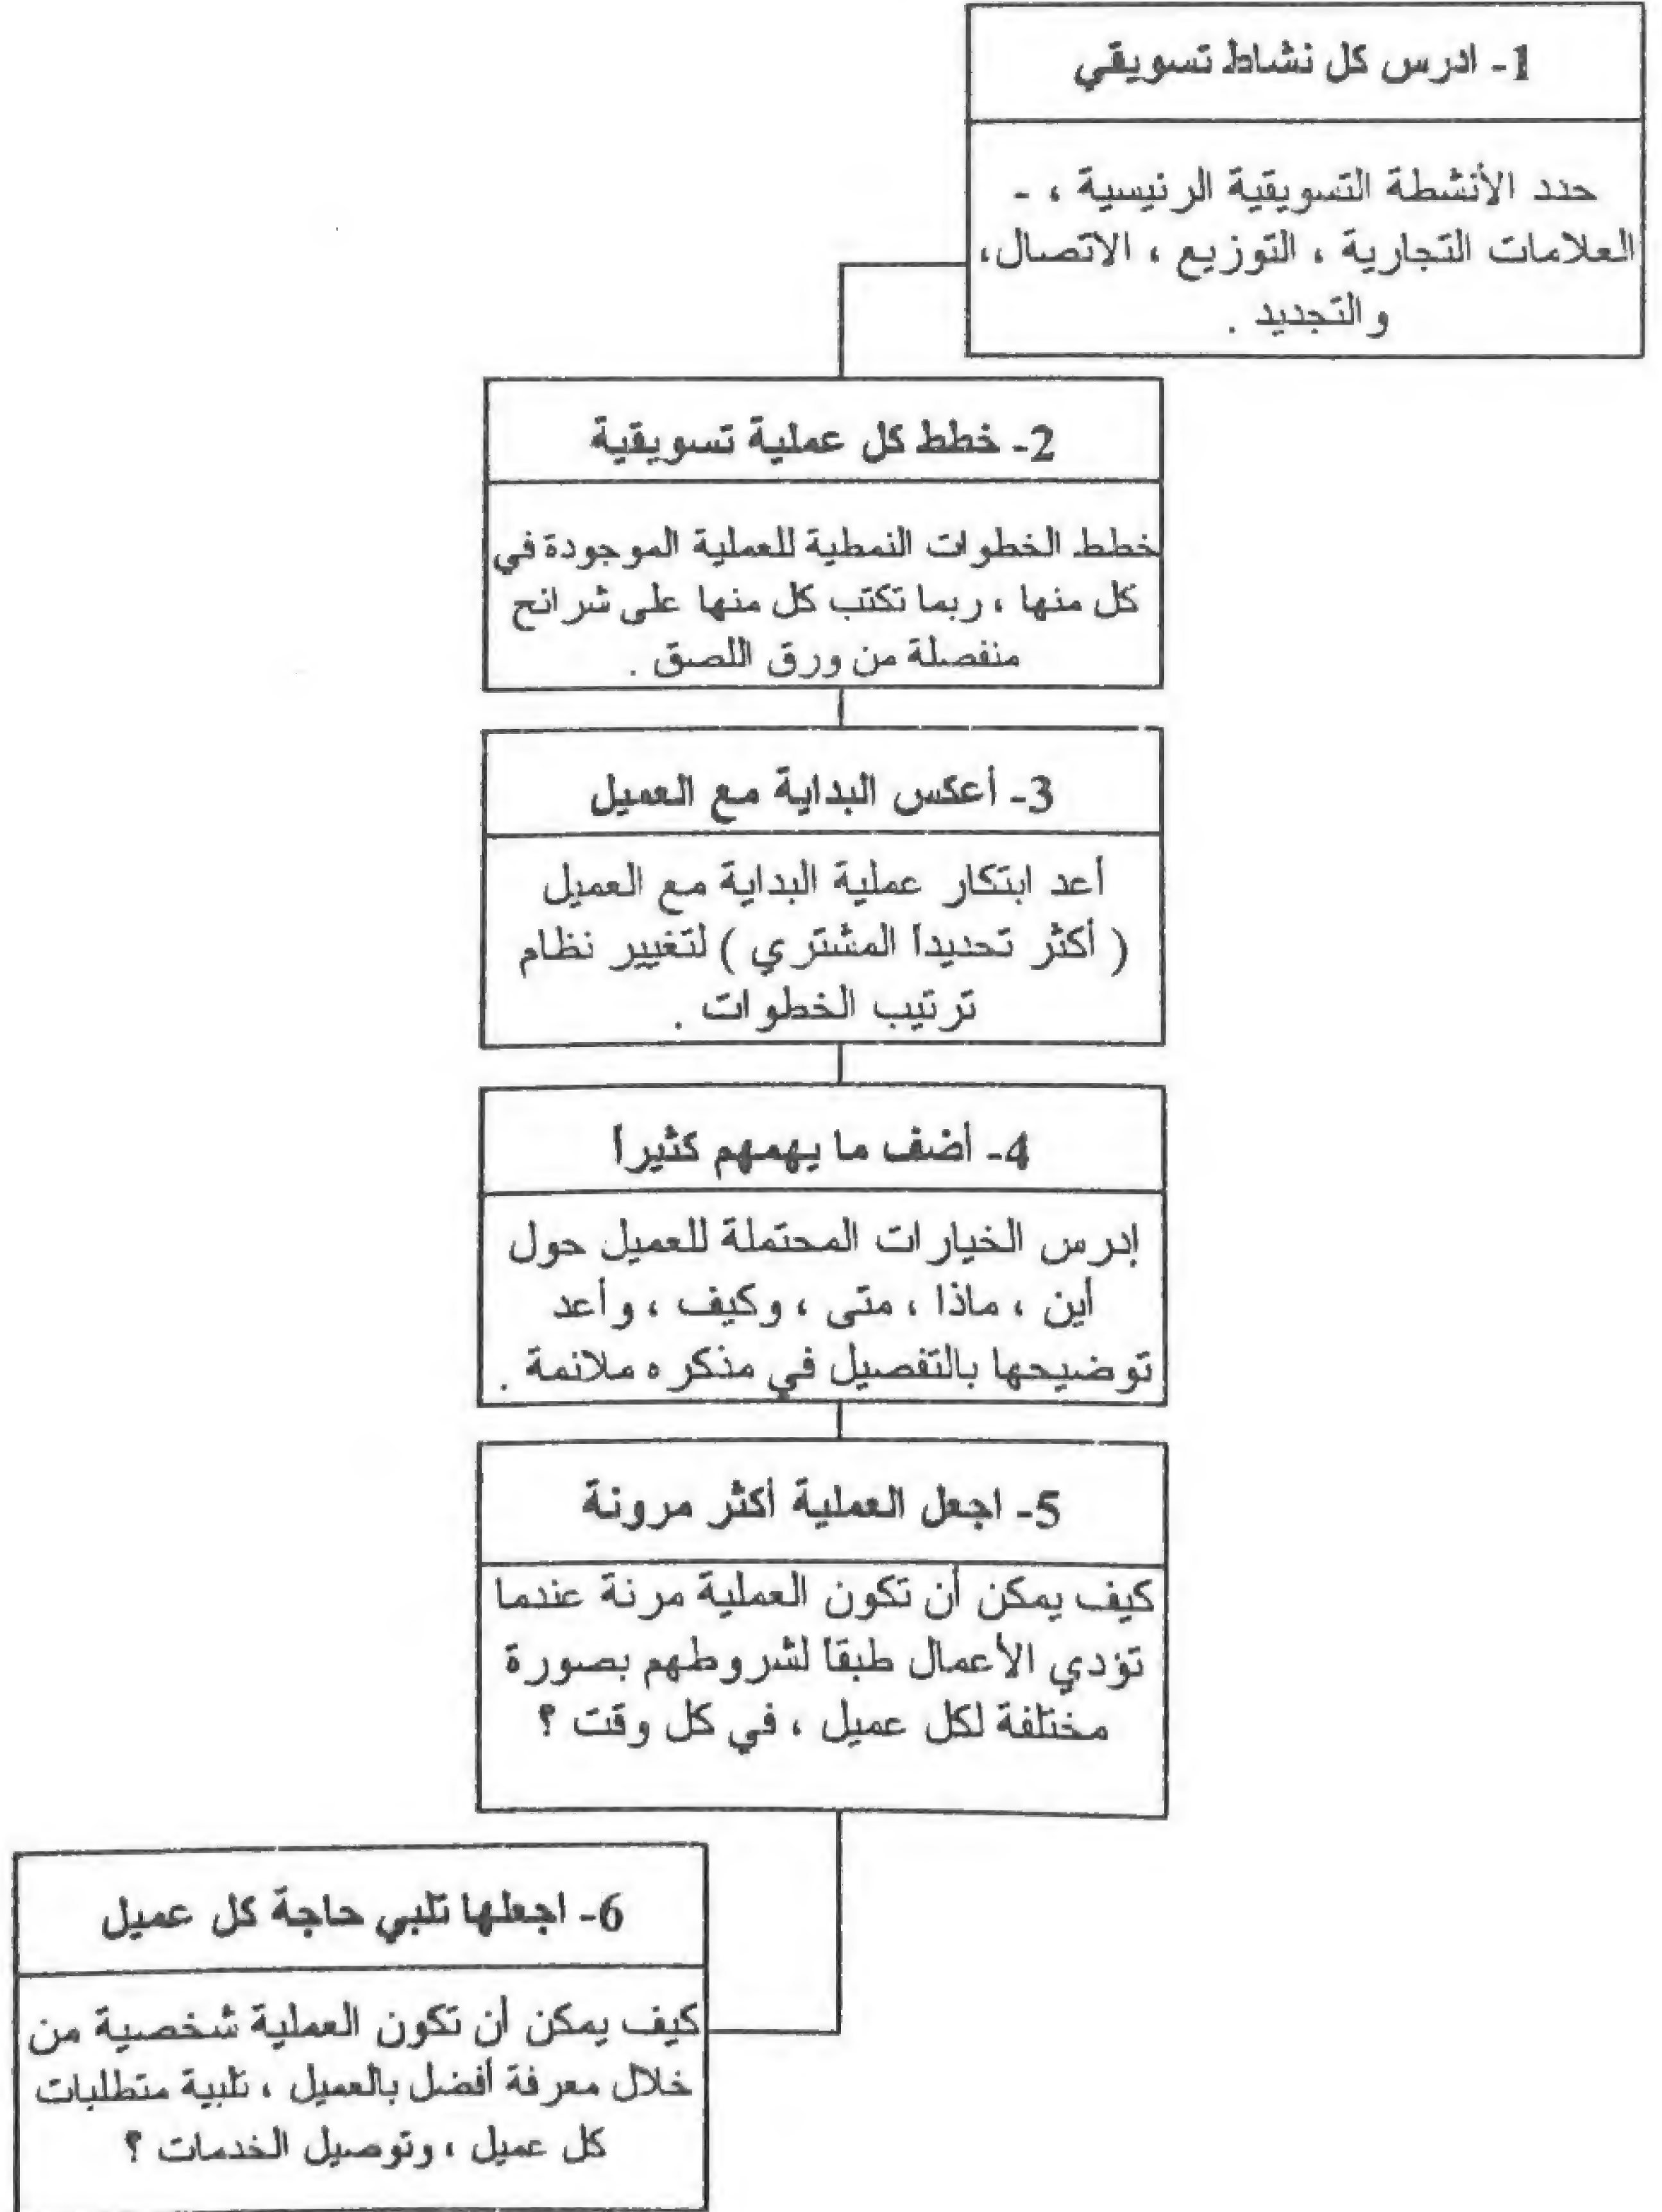 1- ادرس كل نشاط تسويقي
حدد الأنشطة التسويقية الرئيسية ، -
العلامات التجارية ، التوزيع ، الاتصال،
والتجديد .
2- خطط كل عملية تسويقية
خطط الخطوات النمطية للعملية الموجودة في
كل منها ، ربما تكتب كل منها على شرائح
منفصلة من ورق اللصق .
3- أعكس البداية مع العميل
أعد ابتكار عملية البداية مع العميل
( أكثر تحديدا المشتري ) لتغيير نظام
ترتيب الخطوات .
4- أضف ما يهمهم كثيرا
إدرس الخيارات المحتملة للعميل حول
أين ، ماذا ، متى ، وكيف ، وأعد
توضيحها بالتفصيل في مذكره ملائمة .
5- اجعل العملية أكثر مرونة
كيف يمكن أن تكون العملية مرنة عندما
تؤدي الأعمال طبقا لشروطهم بصورة
مختلفة لكل عميل ، في كل وقت ؟
6- اجعلها تلبي حاجة كل عميل
كيف يمكن أن تكون العملية شخصية من
خلال معرفة أفضل بالعميل ، تلبية متطلبات
كل عميل ، وتوصيل الخدمات ؟